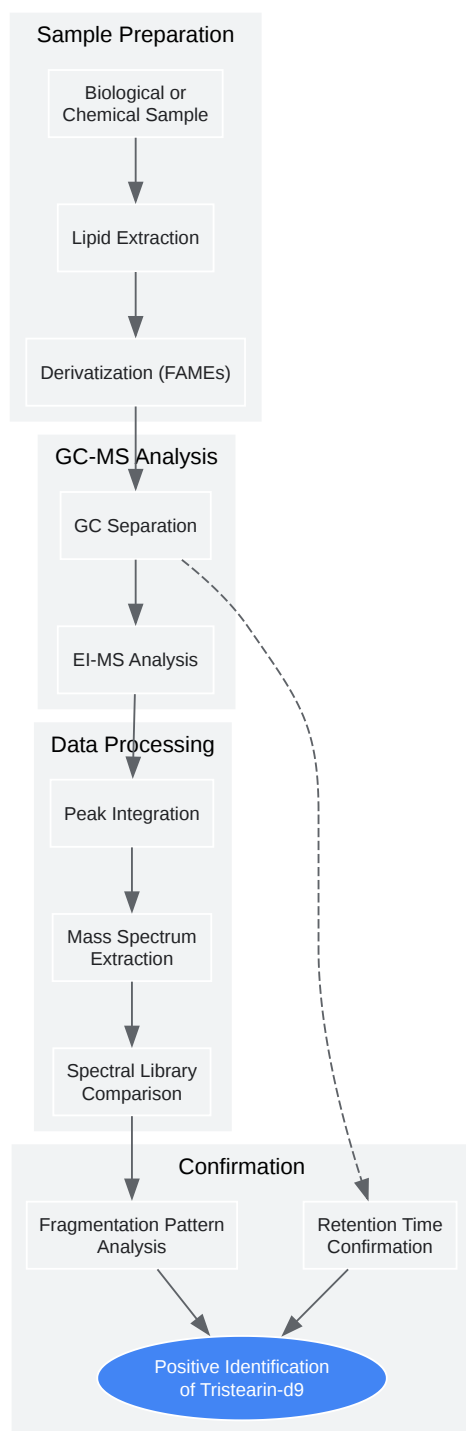 Sample Preparation
Biological or
Chemical Sample
Lipid Extraction
Derivatization (FAMEs)
GC-MS Analysis
GC Separation
EI-MS Analysis
Data Processing
Peak Integration
Mass Spectrum
Extraction
Spectral Library
Comparison
Confirmation
Fragmentation Pattern
Analysis
Retention Time
Confirmation
Positive Identification
of Tristearin-d9